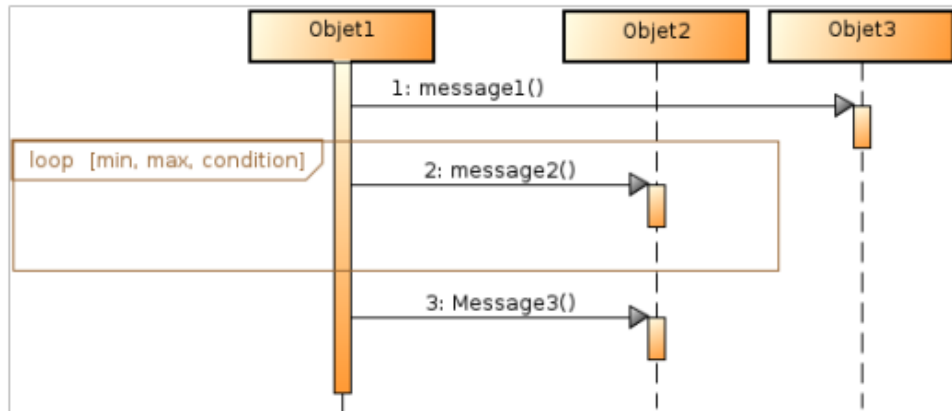 Objet1
Objet2
Objet3
1: message1()
loop [min, max, condition]
2: message2()
3: Message3()